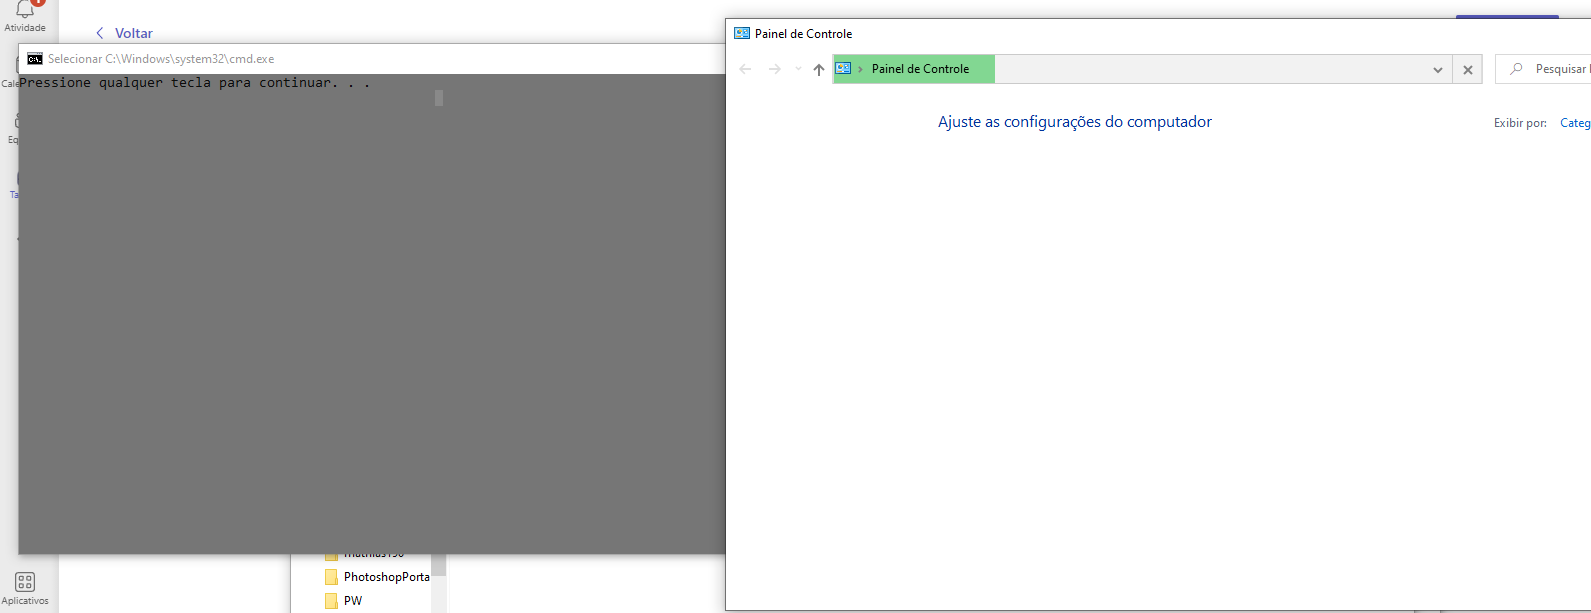 Atividade
Voltar
Selecionar C:\Windows\system32\cmd.exe
Pressione qualquer tecla para continuar. . .
Painel de Controle
Painel de Controle
Pesquisar
Ajuste as configurações do computador
Exibir por: Categ
Cale
Eq
Ta
PhotoshopPorta
PW
Aplicativos